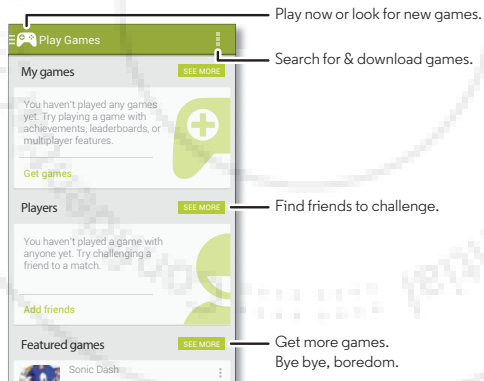 Play now or look for new games.
Play Games
Search for & download games.
My games
SEE MORE
You haven't played any games
yet. Try playing a game with
achievements, leaderboards, or
multiplayer features.
Get games
Players
SEE MORE
Find friends to challenge.
You haven't played a game with
anyone yet. Try challenging a
friend to a match.
Add friends
Featured games
SEE MORE
Get more games.
Bye bye, boredom.
Sonic Dash